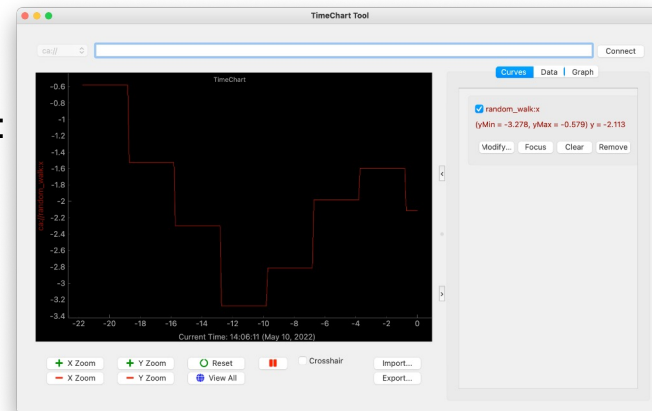 TimeChart Tool
ca://
Connect
TimeChart
Curves Data Graph
random_walk:x
(yMin = -3.278, yMax = -0.579) y = -2.113
Modify... Focus Clear Remove
ca://random_walk:x
-0.6
-0.8
-1
-1.2
-1.4
-1.6
-1.8
-2
-2.2
-2.4
-2.6
-2.8
-3
-3.2
-3.4
-22 -20 -18 -16 -14 -12 -10 -8 -6 -4 -2 0
Current Time: 14:06:11 (May 10, 2022)
X Zoom Y Zoom Reset Crosshair Import...
X Zoom Y Zoom View All Export...